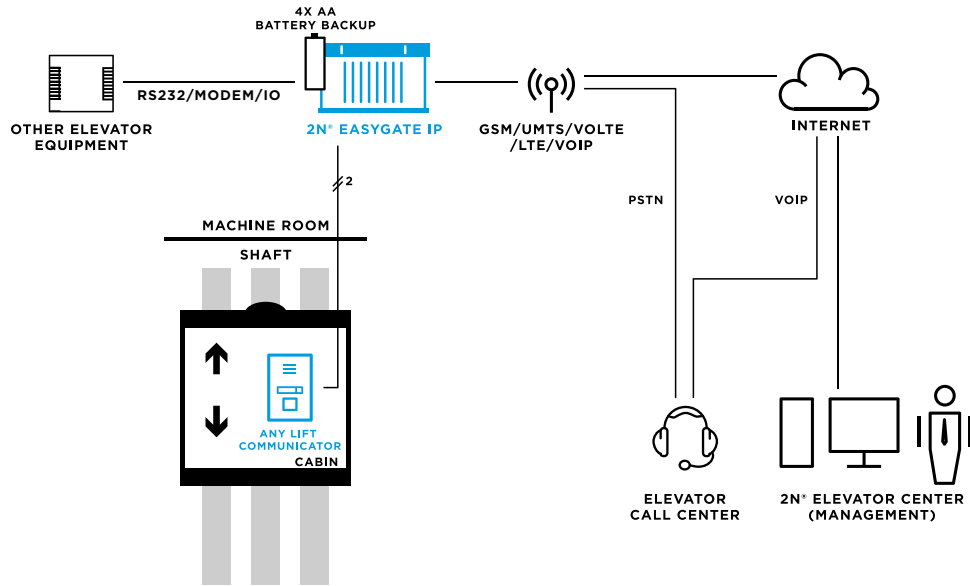 4X AA
BATTERY BACKUP
RS232/MODEM/IO
OTHER ELEVATOR
EQUIPMENT
2N® EASYGATE IP
GSM/UMTS/VOLTE
/LTE/VOIP
INTERNET
2
PSTN
VOIP
MACHINE ROOM
SHAFT
ANY LIFT
COMMUNICATOR
CABIN
ELEVATOR
CALL CENTER
2N® ELEVATOR CENTER
(MANAGEMENT)